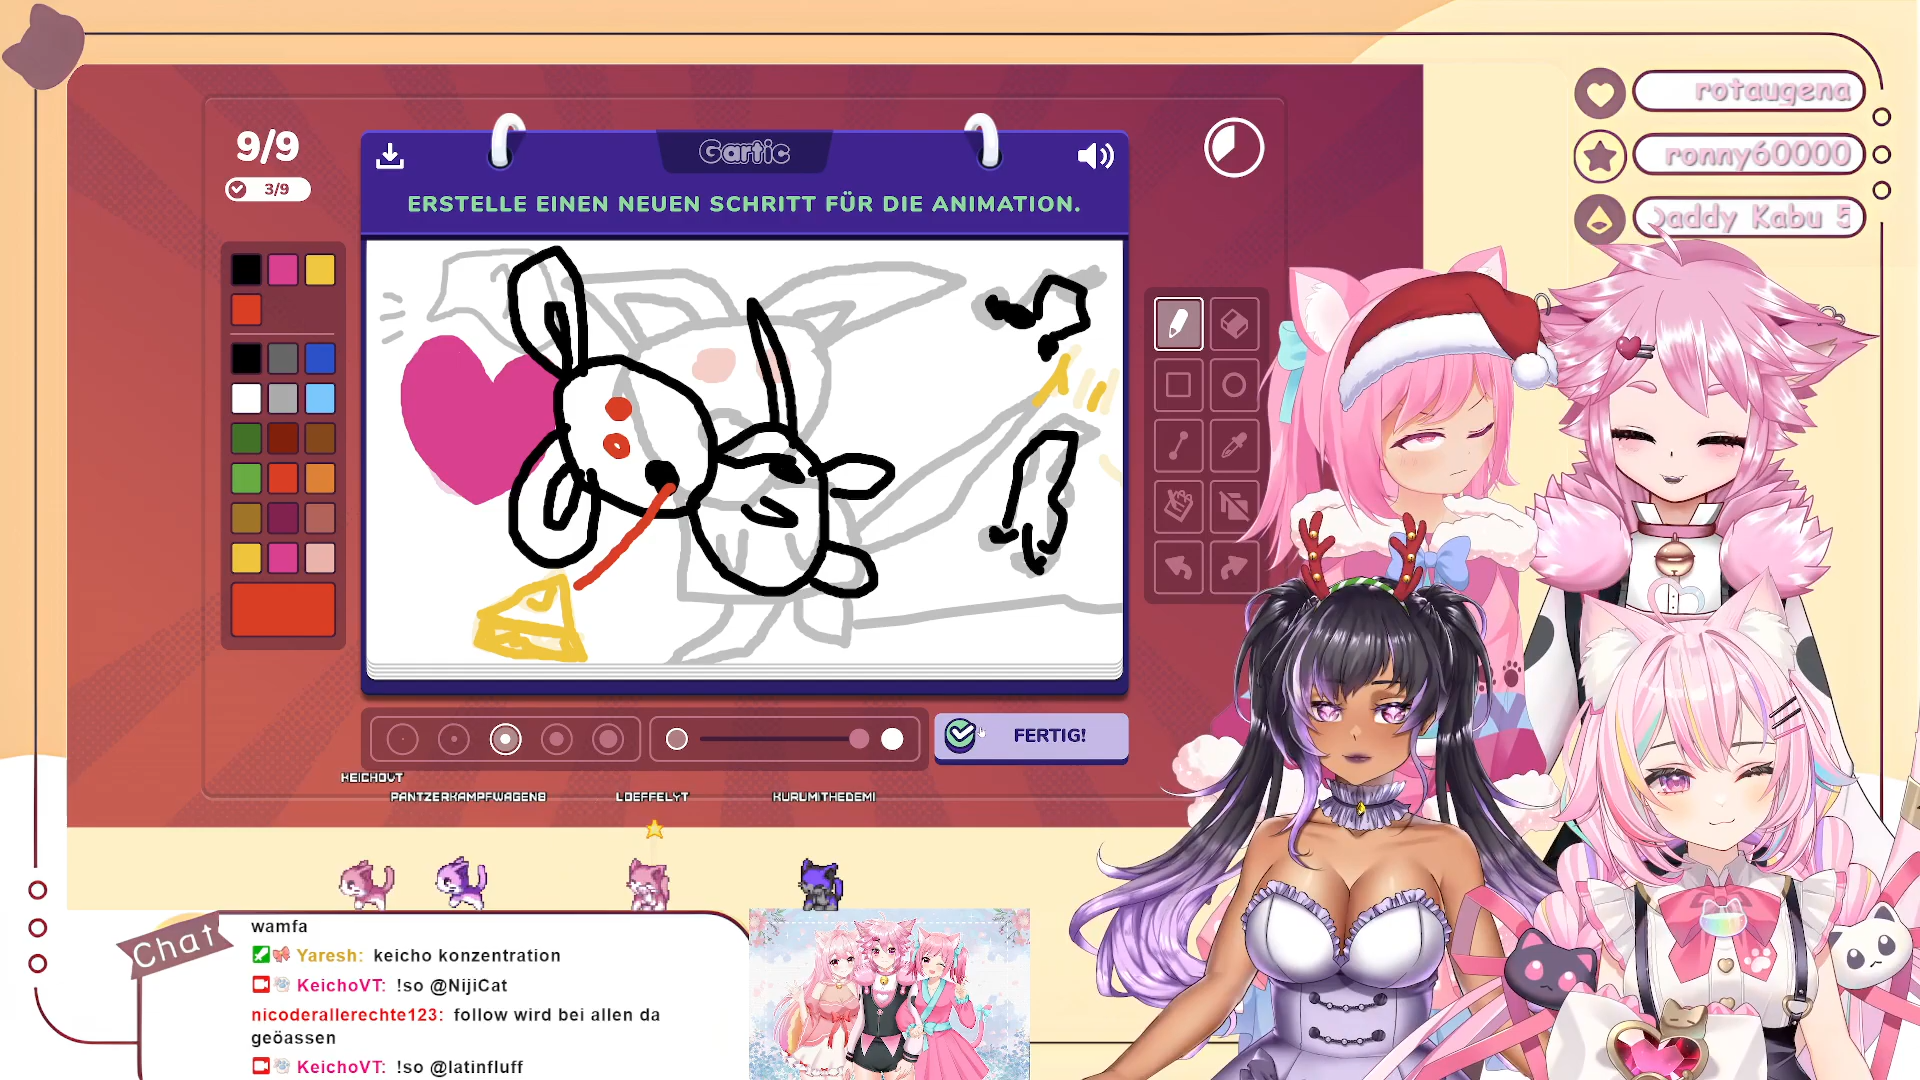 rotaugena
ronny60000
addy Kabu 5
9/9
3/9
Gartic
ERSTELLE EINEN NEUEN SCHRITT FÜR DIE ANIMATION.
FERTIG!
KEICHOVT
PANTZERKAMPFWAGEN8
LOEFFELYT
KURUMITHEDEMI
Chat
wamfa
Yaresh: keicho konzentration
KeichoVT: !so @NijiCat
nicoderallerechte123: follow wird bei allen da
geöassen
KeichoVT: !so @latinfluff